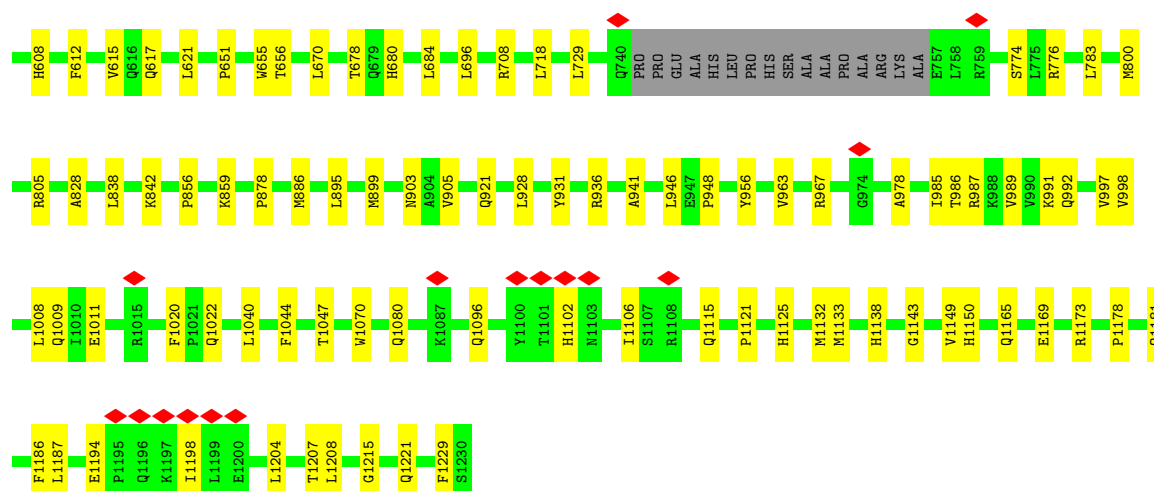 H608 F612 V615 Q616 Q617 L621 P651 W655 T656 L670 T678 Q679 H680 L684 L696 R708 L718 L729 Q740 PRO PRO GLU ALA HIS LEU PRO HIS SER ALA ALA PRO ALA ARG LYS ALA E757 L758 R759 S774 L775 R776 L783 M800
R805 A828 L838 K842 P856 K859 P878 M886 L895 M899 N903 A904 V905 Q921 L928 Y931 R936 A941 L946 E947 P948 Y956 V963 R967 G974 A978 I985 T986 R987 K988 V989 V990 K991 Q992 V997 V998
L1008 Q1009 I1010 E1011 R1015 F1020 P1021 Q1022 L1040 F1044 T1047 W1070 Q1080 K1087 Q1096 Y1100 T1101 H1102 N1103 I1106 S1107 R1108 Q1115 P1121 H1125 M1132 M1133 H1138 G1143 V1149 H1150 Q1165 E1169 R1173 P1178
F1186 L1187 E1194 P1195 Q1196 K1197 I1198 L1199 E1200 L1204 T1207 L1208 G1215 Q1221 F1229 S1230